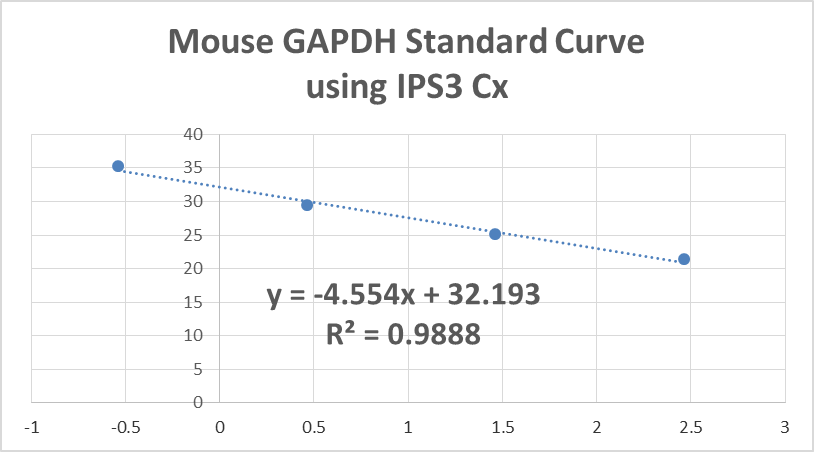 Mouse GAPDH Standard Curve
using IPS3 Cx
40
35
30
25
20
15
10
5
0
y = -4.554x + 32.193
R² = 0.9888
-1 -0.5 0 0.5 1 1.5 2 2.5 3